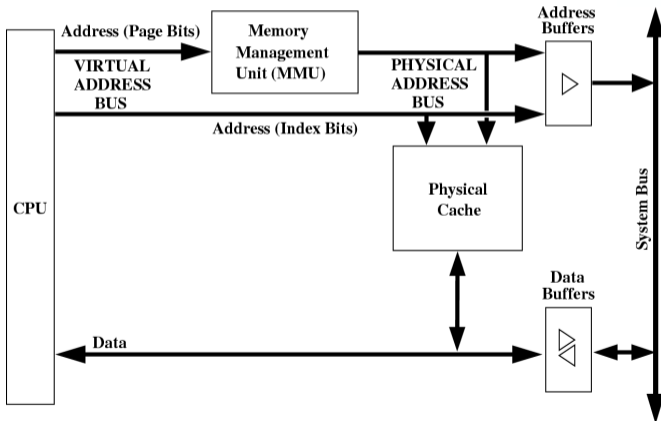 Address (Page Bits)
VIRTUAL
ADDRESS
BUS
Memory
Management
Unit (MMU)
PHYSICAL
ADDRESS
BUS
Address
Buffers
Address (Index Bits)
CPU
Physical
Cache
System Bus
Data
Buffers
Data